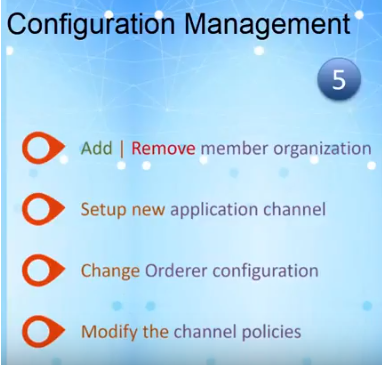 Configuration Management
5
Add | Remove member organization
Setup new application channel
Change Orderer configuration
Modify the channel policies